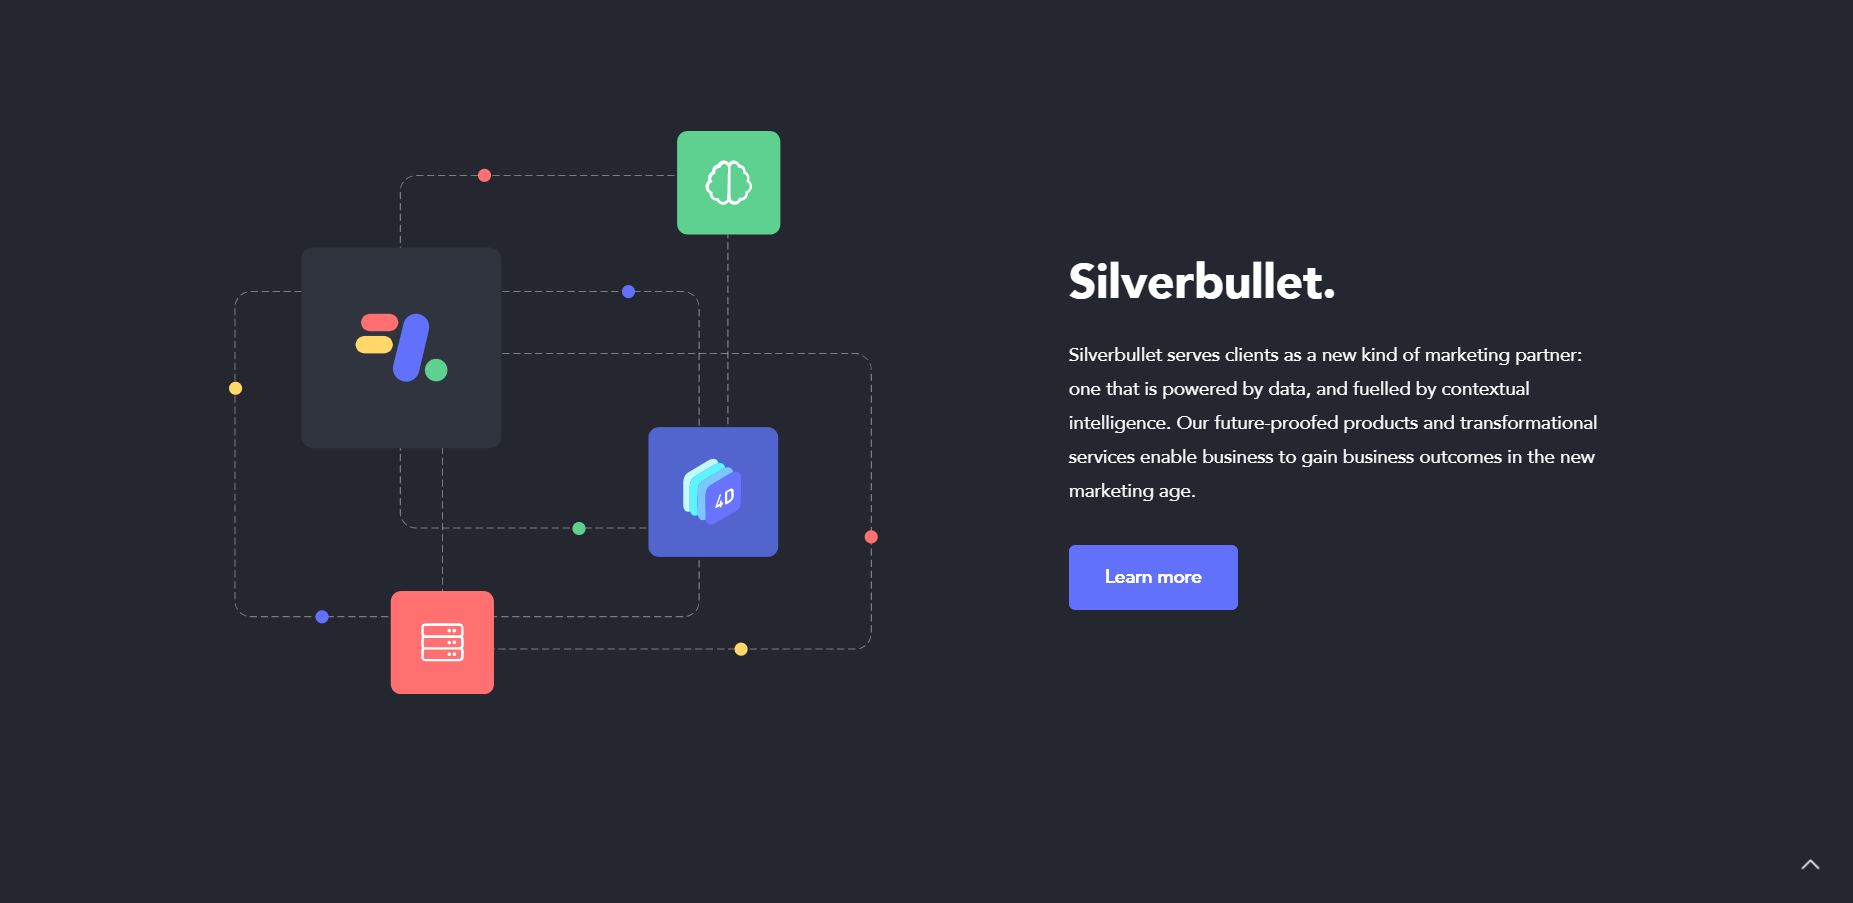 4D
Silverbullet.
Silverbullet serves clients as a new kind of marketing partner:
one that is powered by data, and fuelled by contextual
intelligence. Our future-proofed products and transformational
services enable business to gain business outcomes in the new
marketing age.
Learn more